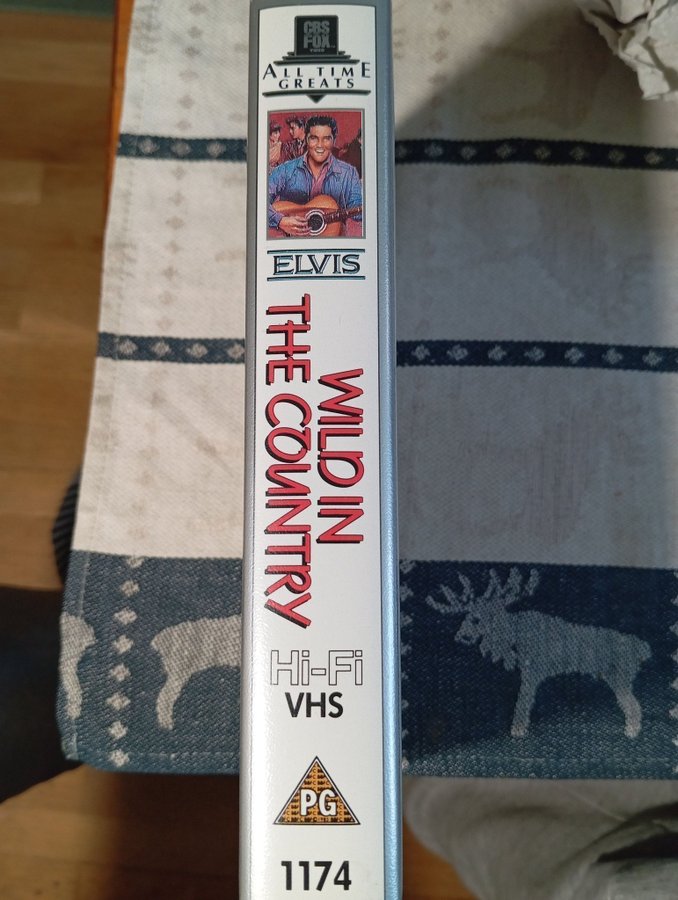 CBS
FOX
VIDEO
ALL TIME
GREATS
ELVIS
WILD IN
THE COUNTRY
Hi-Fi
VHS
PG
1174